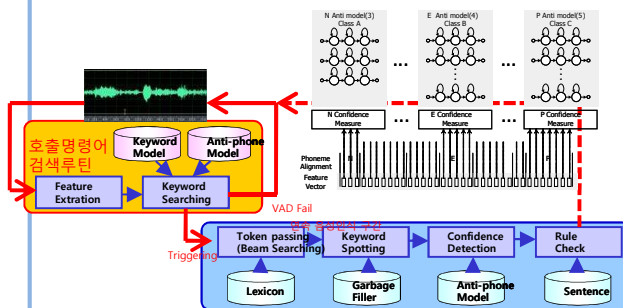 N Anti model(3)
Class A
E Anti model(4)
Class B
P Anti model(5)
Class C
...
...
N Confidence
Measure
...
E Confidence
Measure
...
P Confidence
Measure
Phoneme
Alignment
Feature
Vector
N
E
P
호출명령어
검색루틴
Keyword
Model
Anti-phone
Model
Feature
Extration
Keyword
Searching
VAD Fail
Triggering
Token passing
(Beam Searching)
Keyword
Spotting
Confidence
Detection
Rule
Check
Lexicon
Garbage
Filler
Anti-phone
Model
Sentence